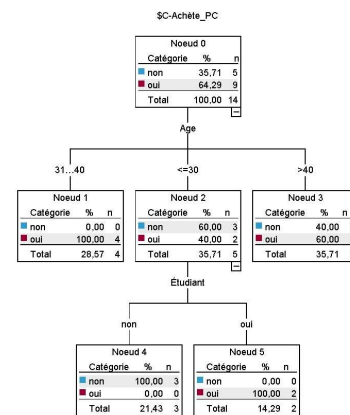 $C-Achète_PC
Noeud 0
Catégorie % n
non 35,71 5
oui 64,29 9
Total 100,00 14
Age
31...40 <=30 >40
Noeud 1
Catégorie % n
non 0,00 0
oui 100,00 4
Total 28,57 4
Noeud 2
Catégorie % n
non 60,00 3
oui 40,00 2
Total 35,71 5
Noeud 3
Catégorie % n
non 40,00
oui 60,00
Total 35,71
Étudiant
non oui
Noeud 4
Catégorie % n
non 100,00 3
oui 0,00 0
Total 21,43 3
Noeud 5
Catégorie % n
non 0,00 0
oui 100,00 2
Total 14,29 2